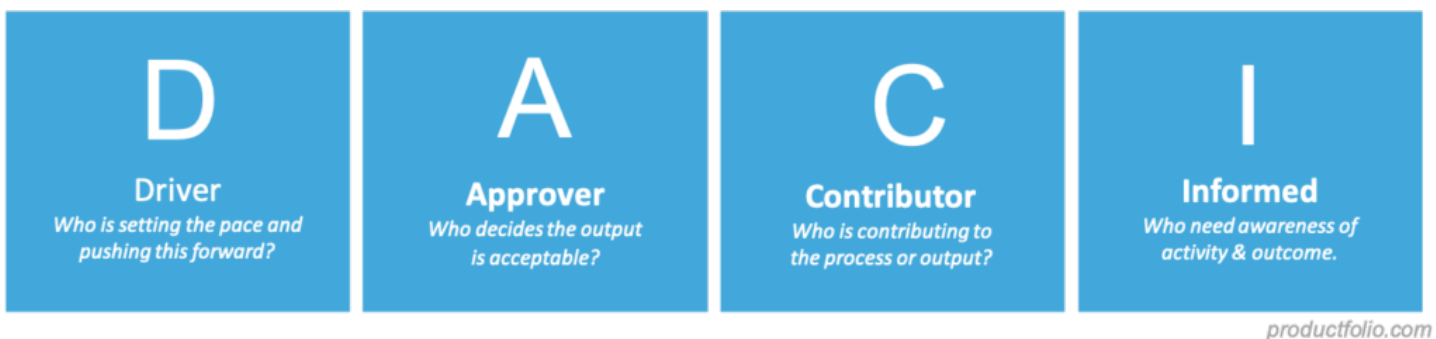 D
Driver
Who is setting the pace and
pushing this forward?
A
Approver
Who decides the output
is acceptable?
C
Contributor
Who is contributing to
the process or output?
I
Informed
Who need awareness of
activity & outcome.
productfolio.com